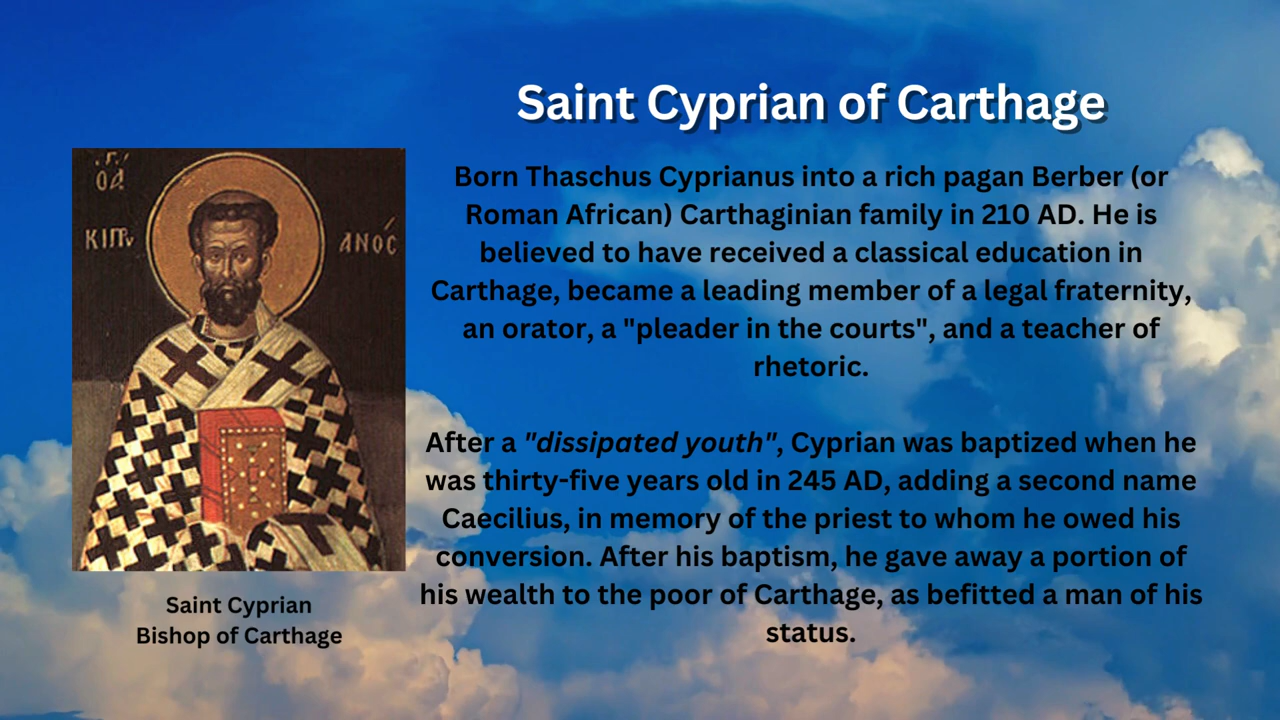 Saint Cyprian of Carthage
Born Thaschus Cyprianus into a rich pagan Berber (or
Roman African) Carthaginian family in 210 AD. He is
believed to have received a classical education in
Carthage, became a leading member of a legal fraternity,
an orator, a "pleader in the courts", and a teacher of
rhetoric.
After a "dissipated youth", Cyprian was baptized when he
was thirty-five years old in 245 AD, adding a second name
Caecilius, in memory of the priest to whom he owed his
conversion. After his baptism, he gave away a portion of
his wealth to the poor of Carthage, as befitted a man of his
status.
ΑΝΟC
Saint Cyprian
Bishop of Carthage